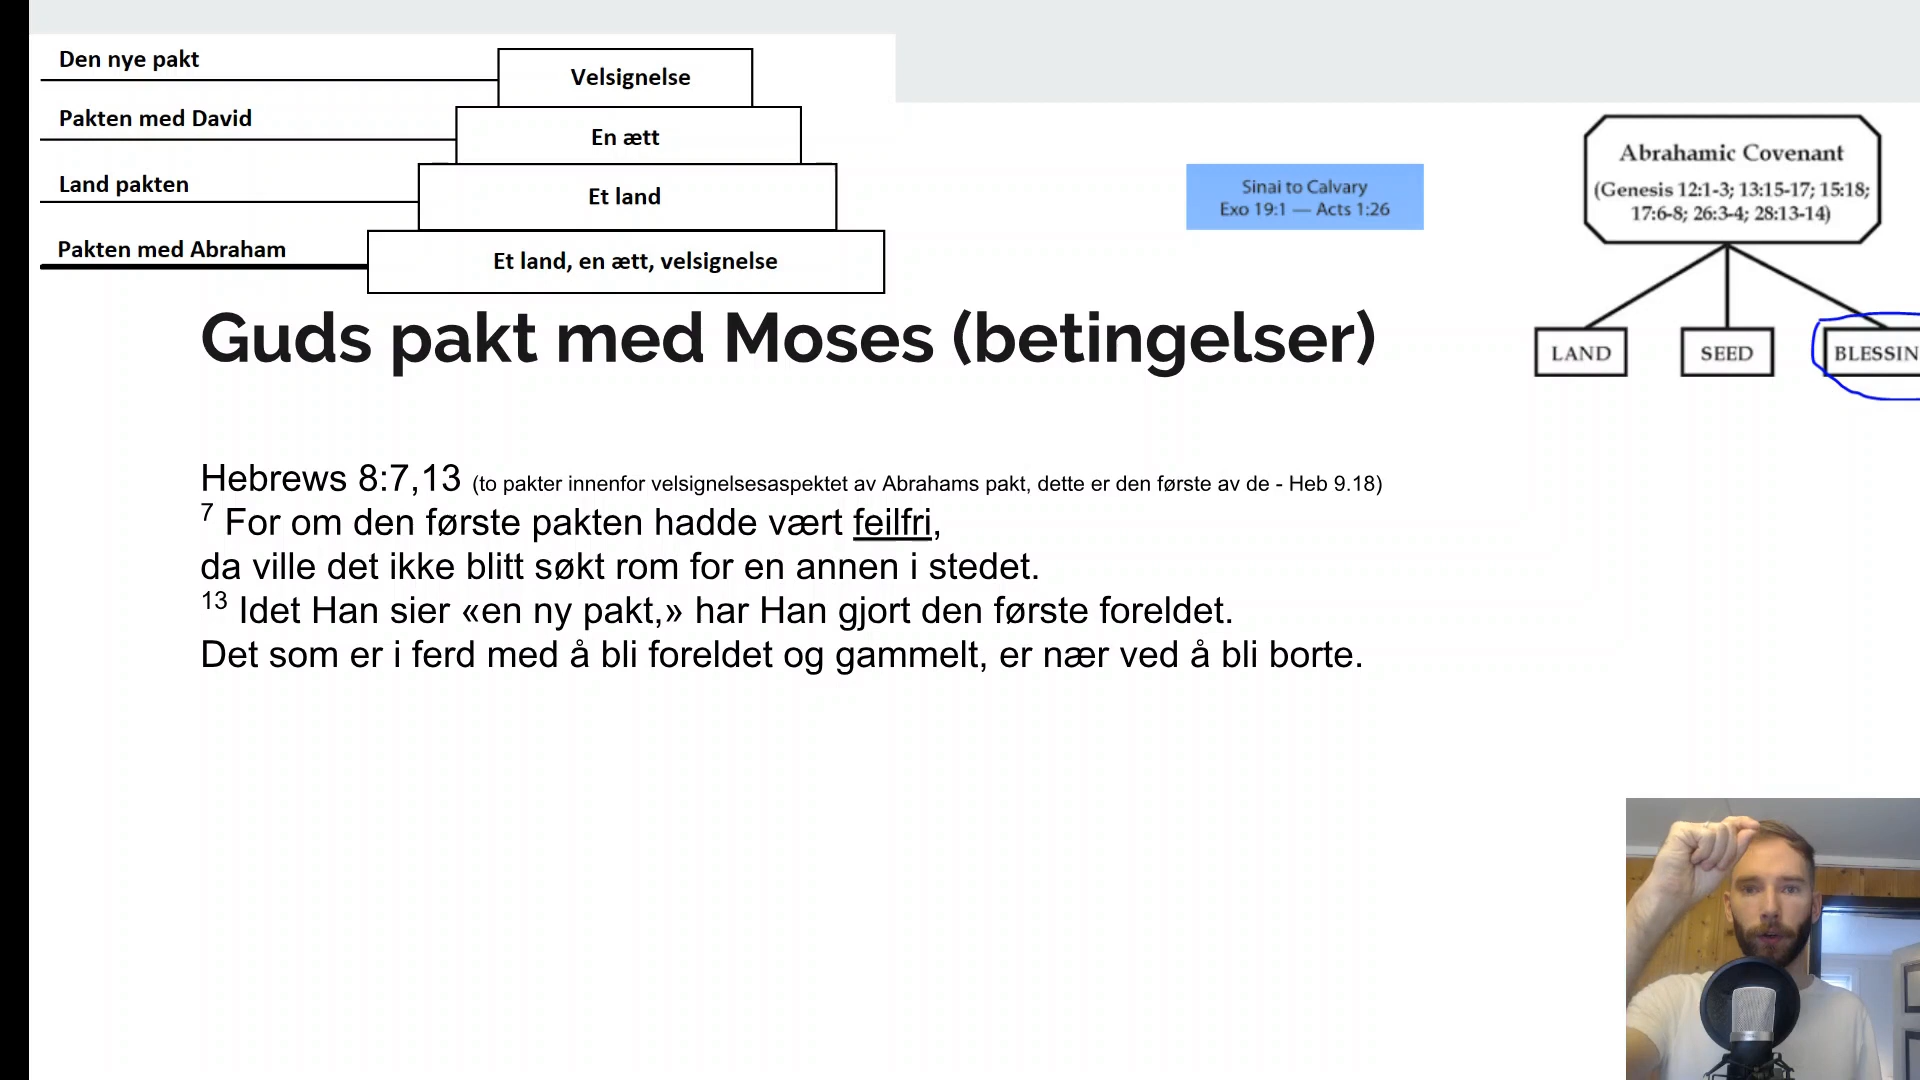 Den nye pakt
Velsignelse
Pakten med David
En ætt
Land pakten
Et land
Pakten med Abraham
Et land, en ætt, velsignelse
Sinai to Calvary
Exo 19:1 — Acts 1:26
Abrahamic Covenant
(Genesis 12:1-3; 13:15-17; 15:18;
17:6-8; 26:3-4; 28:13-14)
LAND
SEED
BLESSIN
Guds pakt med Moses (betingelser)
Hebrews 8:7,13 (to pakter innenfor velsignelsesaspektet av Abrahams pakt, dette er den første av de - Heb 9.18)
7 For om den første pakten hadde vært feilfri,
da ville det ikke blitt søkt rom for en annen i stedet.
13 Idet Han sier «en ny pakt,» har Han gjort den første foreldet.
Det som er i ferd med å bli foreldet og gammelt, er nær ved å bli borte.